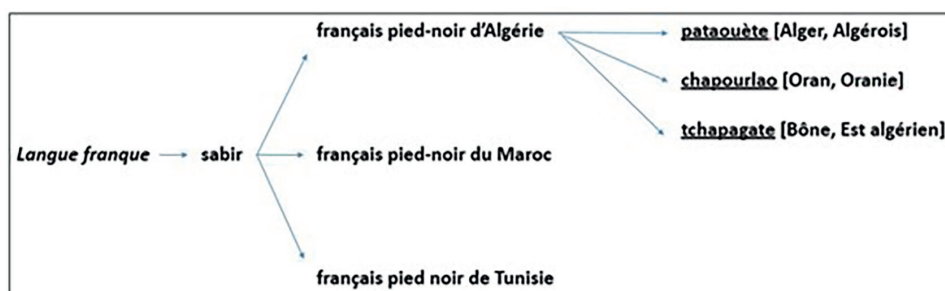 français pied-noir d'Algérie
pataouète [Alger, Algérois]
chapourlao [Oran, Oranie]
tchapagate [Bône, Est algérien]
Langue franque
sabir
français pied-noir du Maroc
français pied noir de Tunisie